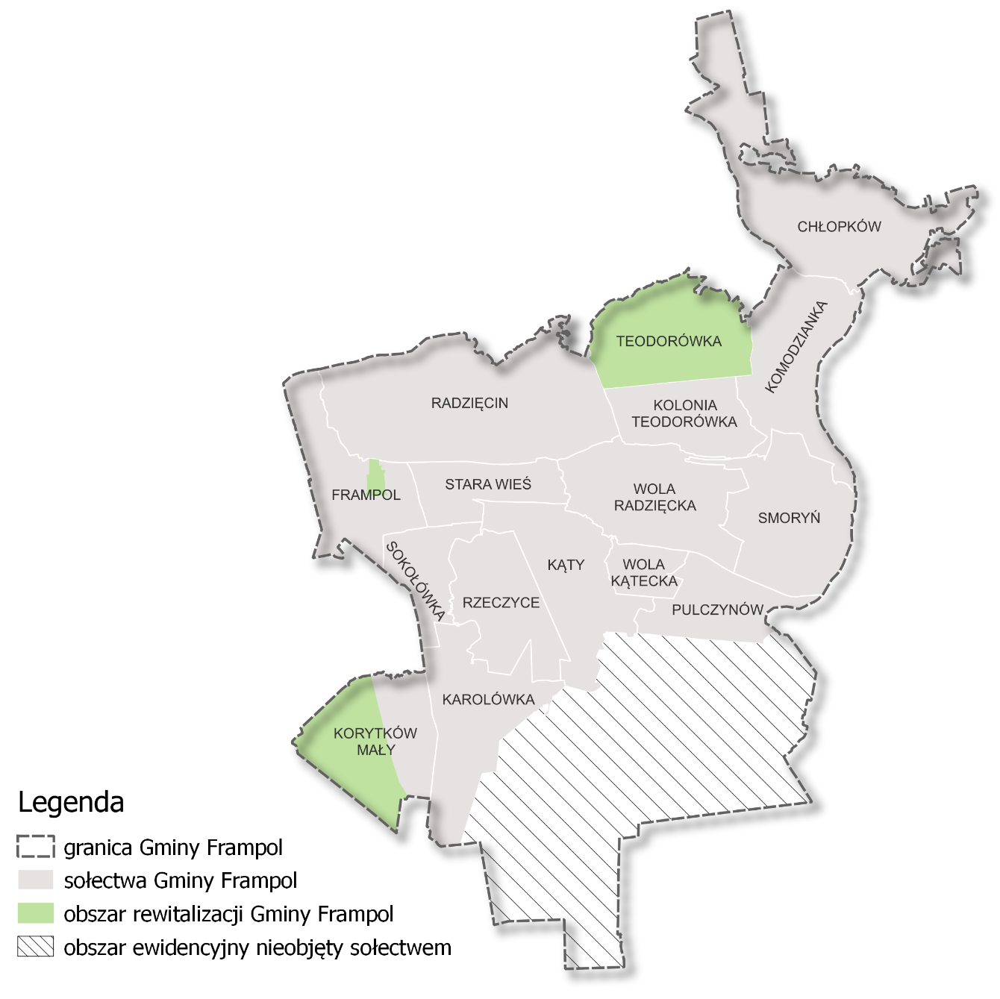 CHŁOPKÓW
KOMODZIANKA
TEODORÓWKA
RADZIĘCIN
KOLONIA
TEODORÓWKA
STARA WIEŚ
FRAMPOL
WOLA
RADZIĘCKA
SMORYŃ
SOKOŁÓWKA
KĄTY
WOLA
KĄTECKA
RZECZYCE
PULCZYNÓW
KAROLÓWKA
KORYTKÓW
MAŁY
Legenda
granica Gminy Frampol
sołectwa Gminy Frampol
obszar rewitalizacji Gminy Frampol
obszar ewidencyjny nieobjęty sołectwem